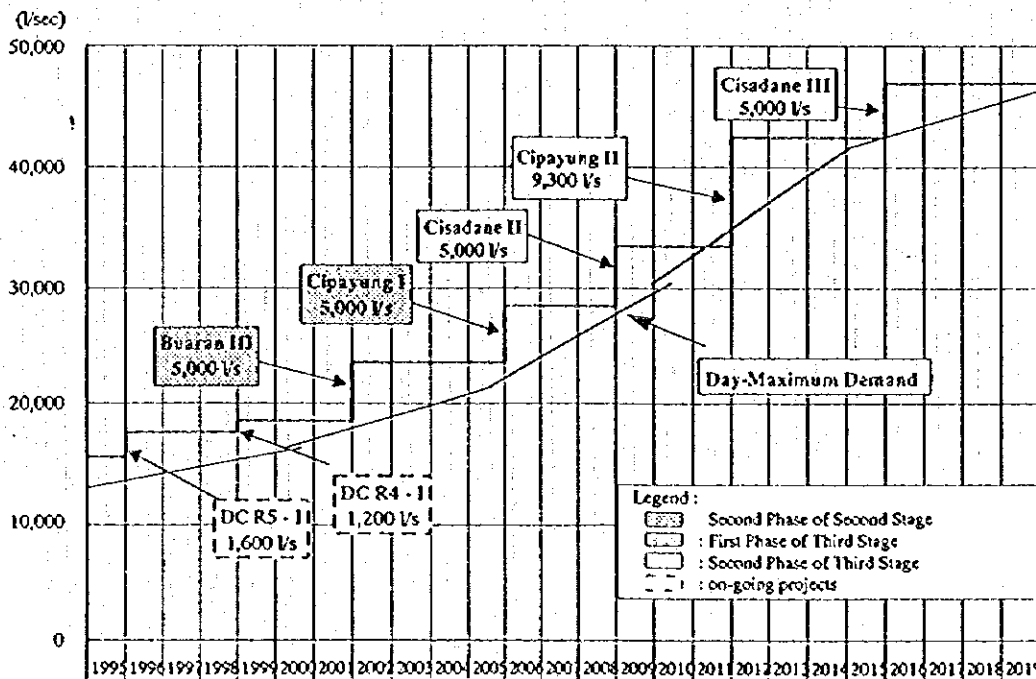 (l/sec)
50,000
40,000
30,000
20,000
10,000
0
Cisadane III
5,000 l/s
Cipayung II
9,300 l/s
Cisadane II
5,000 l/s
Cipayung I
5,000 l/s
Buaran III
5,000 l/s
Day-Maximum Demand
DC R4 - II
1,200 l/s
DC R5 - II
1,600 l/s
Legend :
Second Phase of Second Stage
: First Phase of Third Stage
: Second Phase of Third Stage
: on-going projects
1995 1996 1997 1998 1999 2000 2001 2002 2003 2004 2005 2006 2007 2008 2009 2010 2011 2012 2013 2014 2015 2016 2017 2018 2019